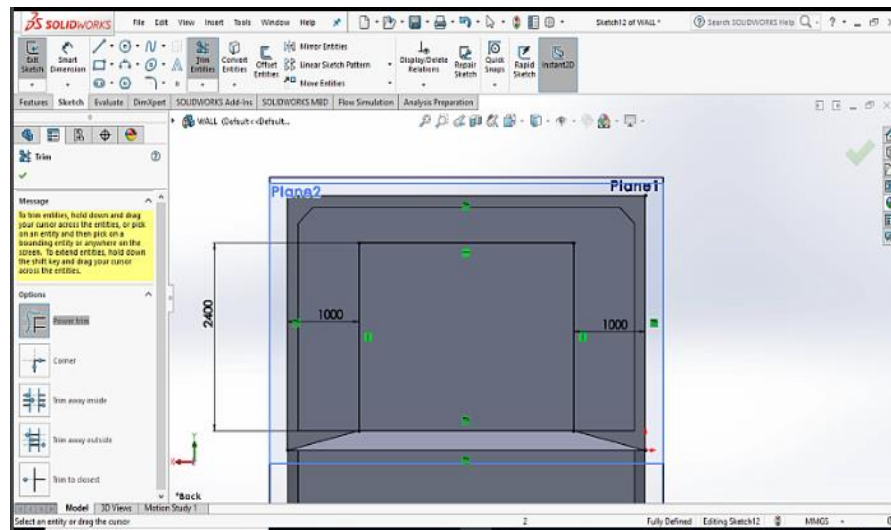 SOLIDWORKS File Edit View Insert Tools Window Help Sketch12 of WALL * Search SOLIDWORKS Help
Exit Sketch
Smart Dimension
Trim Entities
Convert Entities
Offset Entities
Mirror Entities
Linear Sketch Pattern
Move Entities
Display/Delete Relations
Repair Sketch
Quick Snaps
Rapid Sketch
Instant2D
Features Sketch Evaluate DimXpert SOLIDWORKS Add-Ins SOLIDWORKS MBD Flow Simulation Analysis Preparation
WALL (Default<<Default...
Trim
Message
To trim entities, hold down and drag
your cursor across the entities, or pick
on an entity and then pick on a
bounding entity or anywhere on the
screen. To extend entities, hold down
the shift key and drag your cursor
across the entities.
Options
Power trim
Corner
Trim away inside
Trim away outside
Trim to closest
Plane2
Plane1
2400
1000
1000
*Back
Model 3D Views Motion Study 1
Select an entity or drag the cursor 2 Fully Defined Editing Sketch12 MMGS